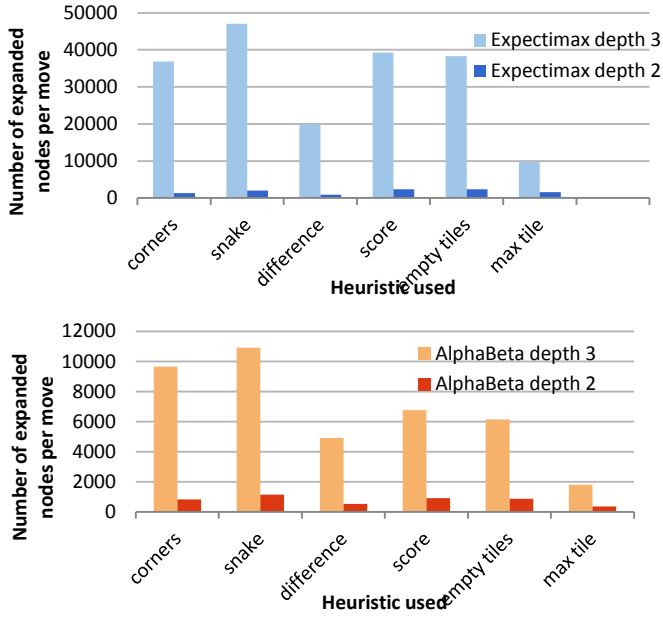 50000
40000
30000
20000
10000
0
Number of expanded
nodes per move
Expectimax depth 3
Expectimax depth 2
corners
snake
difference
score
empty tiles
max tile
Heuristic used
12000
10000
8000
6000
4000
2000
0
Number of expanded
nodes per move
AlphaBeta depth 3
AlphaBeta depth 2
corners
snake
difference
score
empty tiles
max tile
Heuristic used